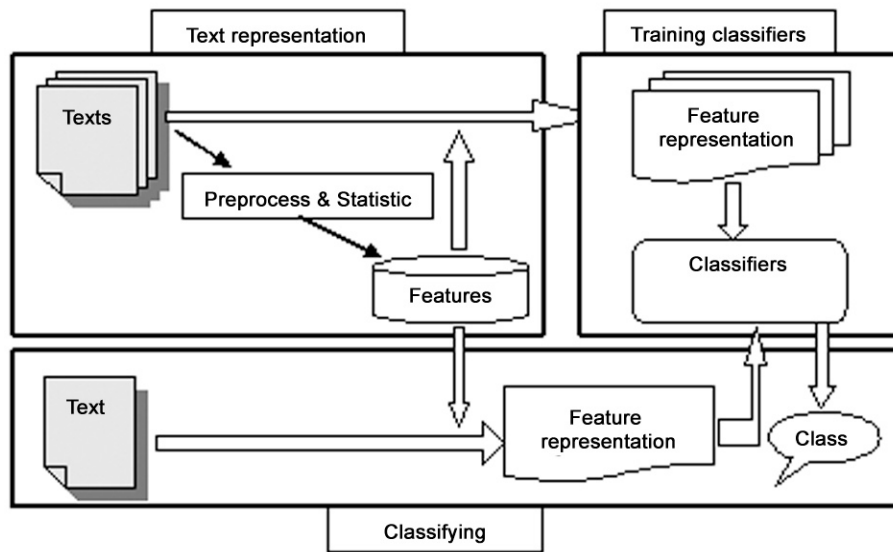 Text representation
Training classifiers
Texts
Preprocess & Statistic
Features
Feature
representation
Classifiers
Text
Feature
representation
Class
Classifying